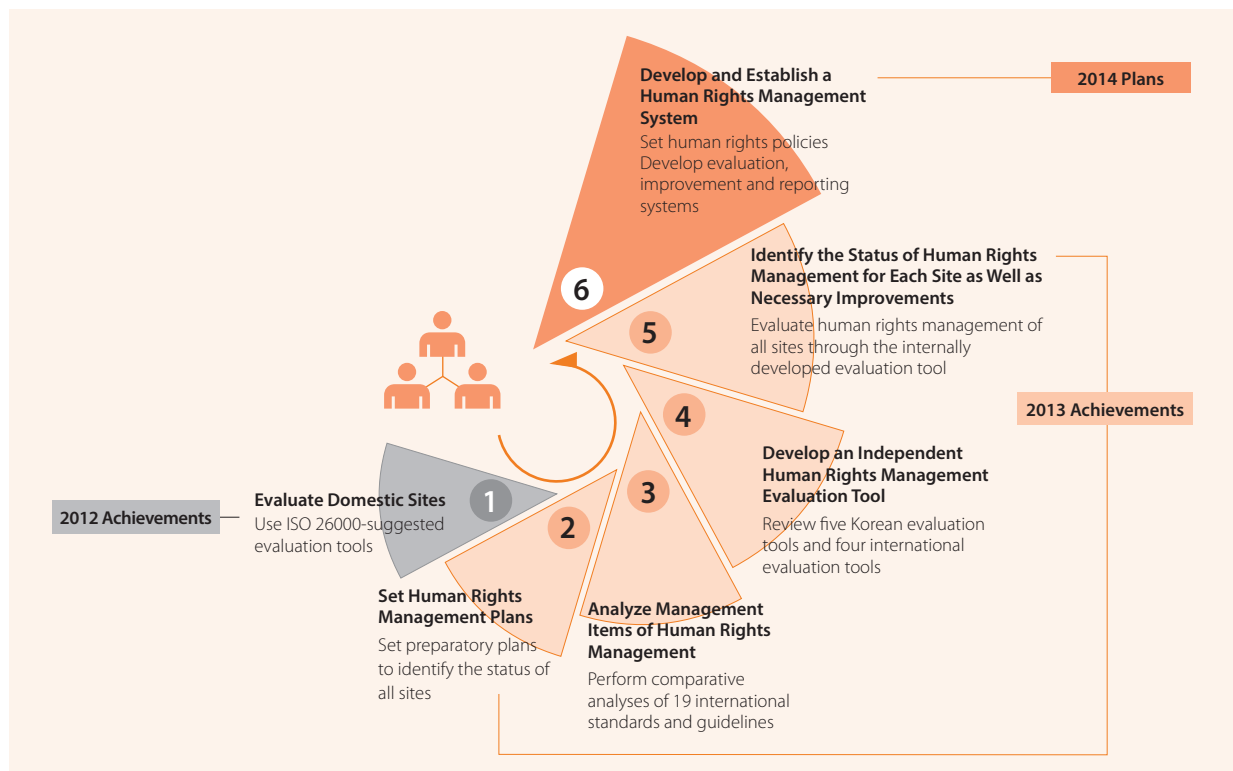 2012 Achievements
1
Evaluate Domestic Sites
Use ISO 26000-suggested
evaluation tools
2
Set Human Rights
Management Plans
Set preparatory plans
to identify the status of
all sites
3
Analyze Management
Items of Human Rights
Management
Perform comparative
analyses of 19 international
standards and guidelines
4
Develop an Independent
Human Rights Management
Evaluation Tool
Review five Korean evaluation
tools and four international
evaluation tools
5
Identify the Status of Human Rights
Management for Each Site as Well as
Necessary Improvements
Evaluate human rights management of
all sites through the internally
developed evaluation tool
2013 Achievements
6
Develop and Establish a
Human Rights Management
System
Set human rights policies
Develop evaluation,
improvement and reporting
systems
2014 Plans